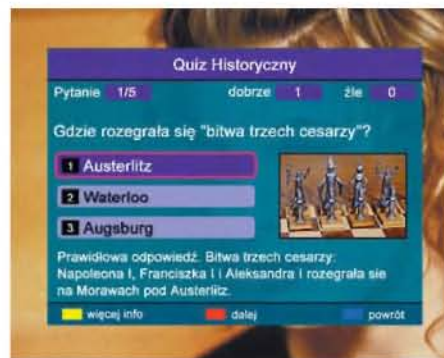 Quiz Historyczny
Pytanie 1/5 dobrze 1 źle 0
Gdzie rozegrała się "bitwa trzech cesarzy"?
1 Austerlitz
2 Waterloo
3 Augsburg
Prawidłowa odpowiedź. Bitwa trzech cesarzy:
Napoleona I, Franciszka I i Aleksandra I rozegrała sie
na Morawach pod Austerlitz.
więcej info dalej powrót